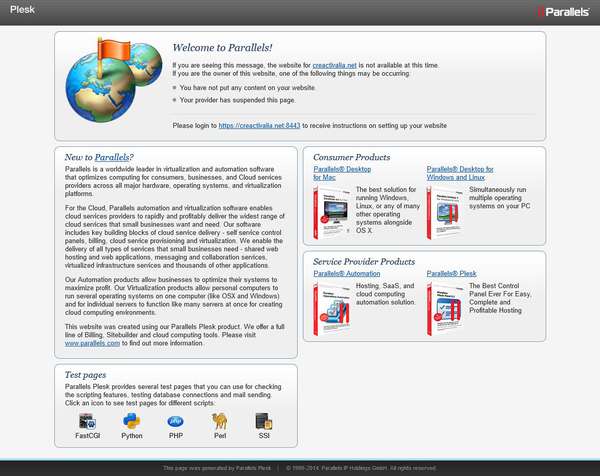 Plesk
Parallels
Welcome to Parallels!
If you are seeing this message, the website for creactivalia.net is not available at this time.
If you are the owner of this website, one of the following things may be occurring:
You have not put any content on your website.
Your provider has suspended this page.
Please login to https://creactivalia.net:8443 to receive instructions on setting up your website
New to Parallels?
Parallels is a worldwide leader in virtualization and automation software
that optimizes computing for consumers, businesses, and Cloud services
providers across all major hardware, operating systems, and virtualization
platforms.
For the Cloud, Parallels automation and virtualization software enables
cloud services providers to rapidly and profitably deliver the widest range of
cloud services that small businesses want and need. Our software
includes key building blocks of cloud service delivery - self service control
panels, billing, cloud service provisioning and virtualization. We enable the
delivery of all types of services that small businesses need - shared web
hosting and web applications, messaging and collaboration services,
virtualized infrastructure services and thousands of other applications.
Our Automation products allow businesses to optimize their systems to
maximize profit. Our Virtualization products allow personal computers to
run several operating systems on one computer (like OSX and Windows)
and for individual servers to function like many servers at once for creating
cloud computing environments.
This website was created using our Parallels Plesk product. We offer a full
line of Billing, Sitebuilder and cloud computing tools. Please visit
www.parallels.com to find out more information.
Test pages
Parallels Plesk provides several test pages that you can use for checking
the scripting features, testing database connections and mail sending.
Click an icon to see test pages for different scripts:
FastCGI
Python
php
PHP
Perl
SSI
Consumer Products
Parallels® Desktop
for Mac
The best solution for
running Windows,
Linux, or any of many
other operating
systems alongside
OS X
Parallels® Desktop for
Windows and Linux
Simultaneously run
multiple operating
systems on your PC
Service Provider Products
Parallels® Automation
Hosting, SaaS, and
cloud computing
automation solution.
Parallels® Plesk
The Best Control
Panel Ever For Easy,
Complete and
Profitable Hosting
This page was generated by Parallels Plesk | © 1999-2014. Parallels IP Holdings GmbH. All rights reserved.